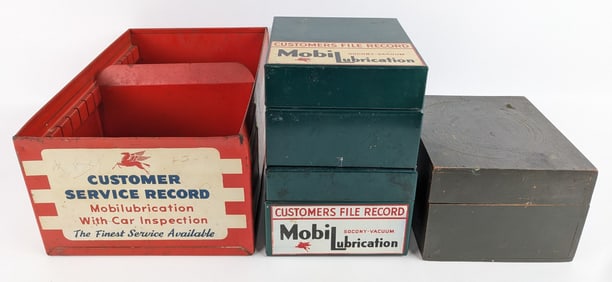 CUSTOMER
SERVICE RECORD
Mobilubrication
With Car Inspection
The Finest Service Available
CUSTOMERS FILE RECORD
SOCONY-VACUUM
MobiLubrication
CUSTOMERS FILE RECORD
SOCONY-VACUUM
MobiLubrication